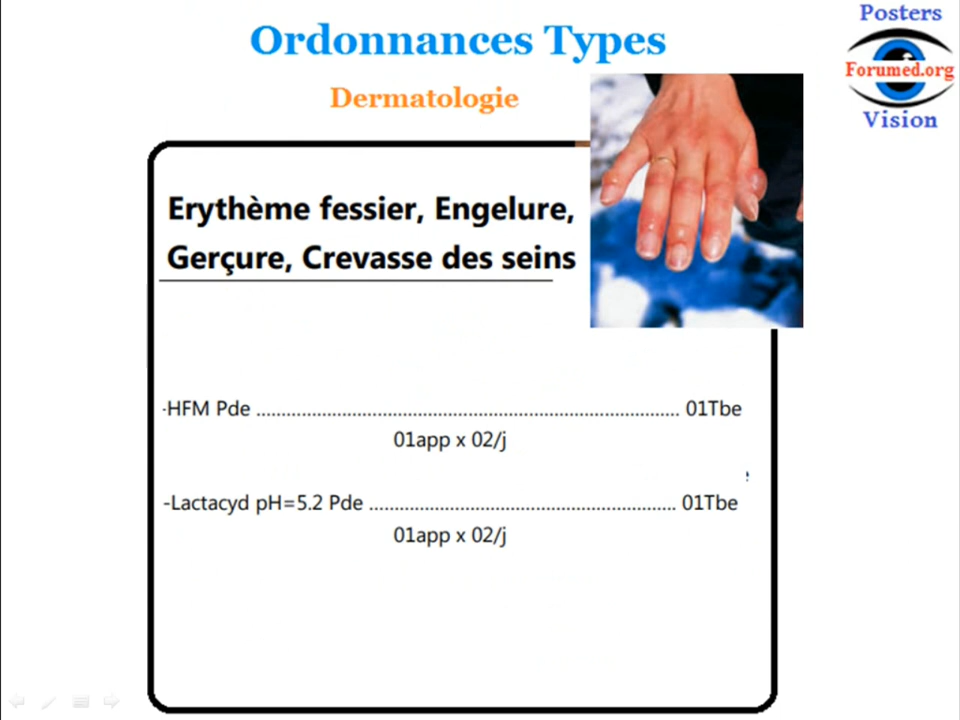 Ordonnances Types
Dermatologie
Posters
Forumed.org
Vision
Erythème fessier, Engelure,
Gerçure, Crevasse des seins
-HFM Pde ................................................................................... 01Tbe
01app x 02/j
-Lactacyd pH=5.2 Pde ............................................................ 01Tbe
01app x 02/j